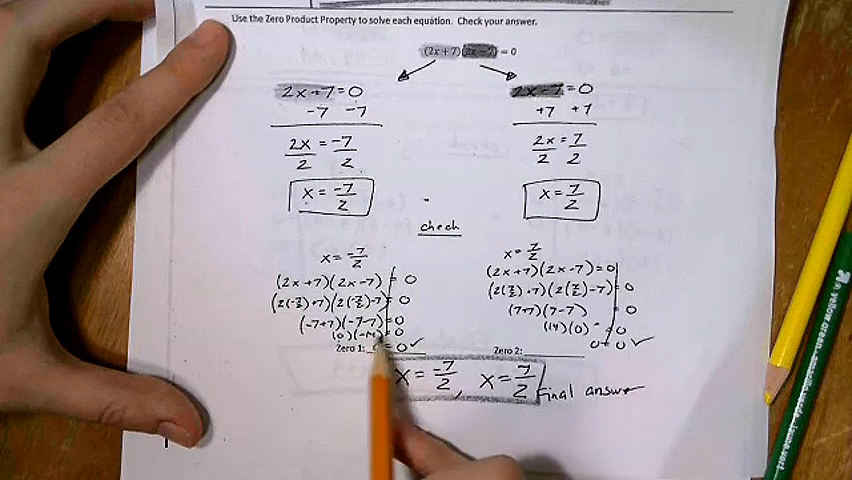 Use the Zero Product Property to solve each equation. Check your answer.
(2x + 7)(2x − 7) = 0
2x+7=0
-7 -7
2x = -7
2 2
x = -7/2
2x-7=0
+7 +7
2x = 7
2 2
x = 7/2
check
x = -7/2
(2x+7)(2x-7) = 0
(2(-7/2)+7)(2(-7/2)-7) = 0
(-7+7)(-7-7) = 0
(0)(-14) = 0
Zero 1:
0 = 0 ✓
x = 7/2
(2x+7)(2x-7) = 0
(2(7/2)+7)(2(7/2)-7) = 0
(7+7)(7-7) = 0
(14)(0) = 0
0 = 0 ✓
Zero 2:
x = -7/2, x = 7/2 Final answer